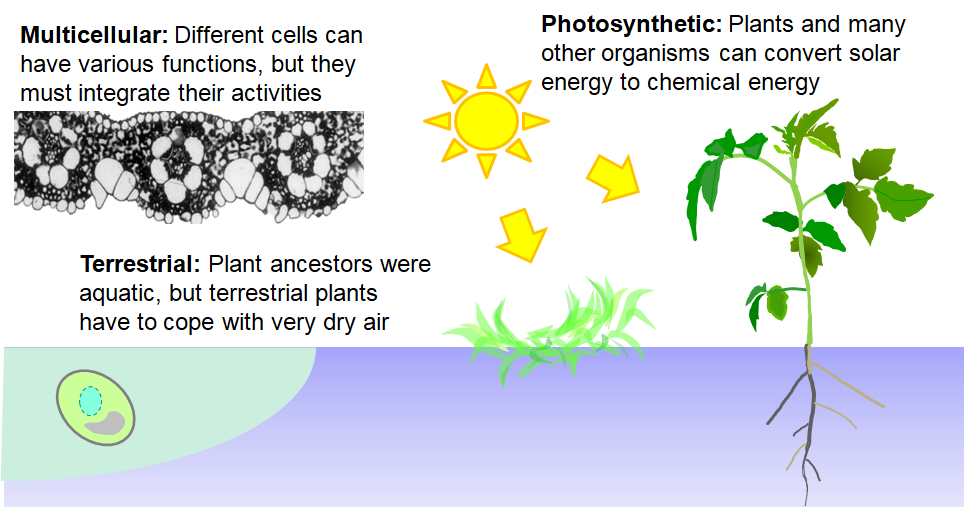 Multicellular: Different cells can
have various functions, but they
must integrate their activities
Photosynthetic: Plants and many
other organisms can convert solar
energy to chemical energy
Terrestrial: Plant ancestors were
aquatic, but terrestrial plants
have to cope with very dry air